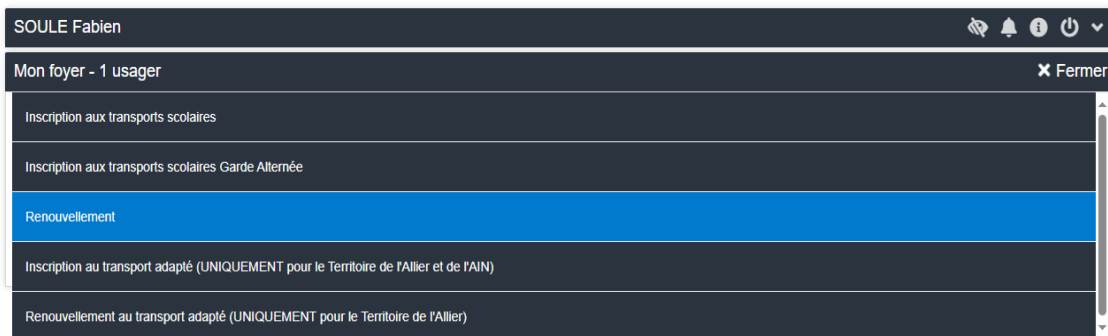 SOULE Fabien
Mon foyer - 1 usager
Fermer
Inscription aux transports scolaires
Inscription aux transports scolaires Garde Alternée
Renouvellement
Inscription au transport adapté (UNIQUEMENT pour le Territoire de l'Allier et de l'AIN)
Renouvellement au transport adapté (UNIQUEMENT pour le Territoire de l'Allier)